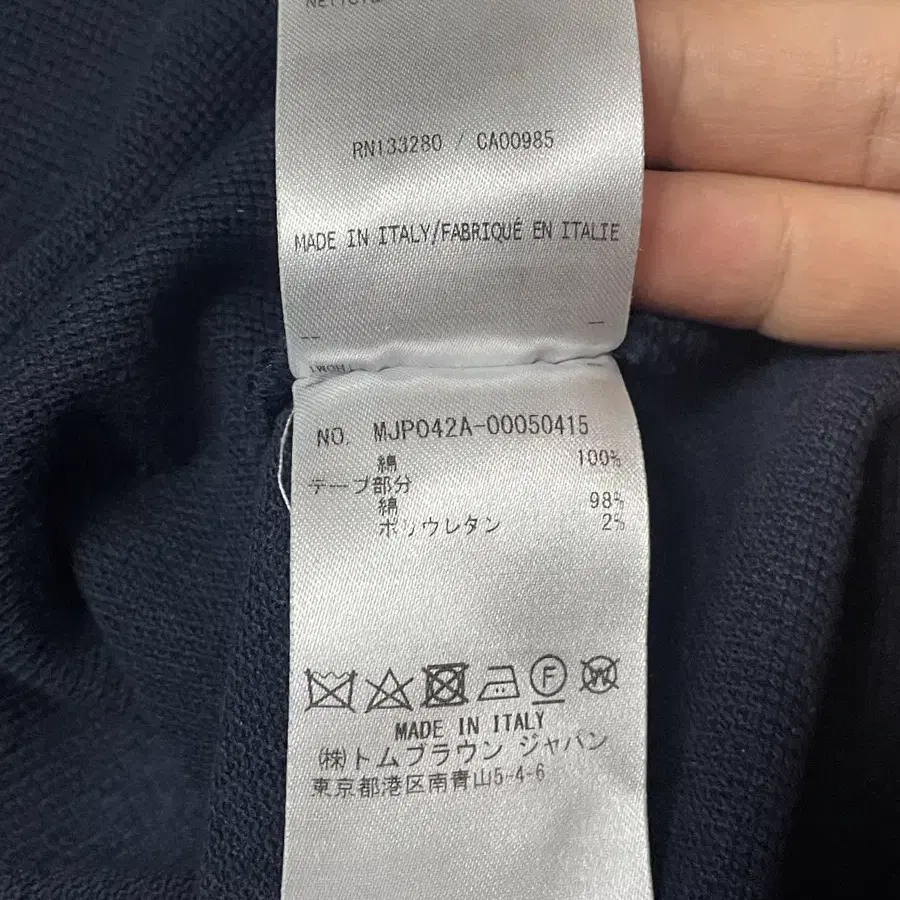 RN133280 / CA00985
MADE IN ITALY/FABRIQUÉ EN ITALIE
NO. MJP042A-00050415
綿 100%
テープ部分
綿 98%
ポリウレタン 2%
F W
MADE IN ITALY
(株)トムブラウン ジャパン
東京都港区南青山5-4-6